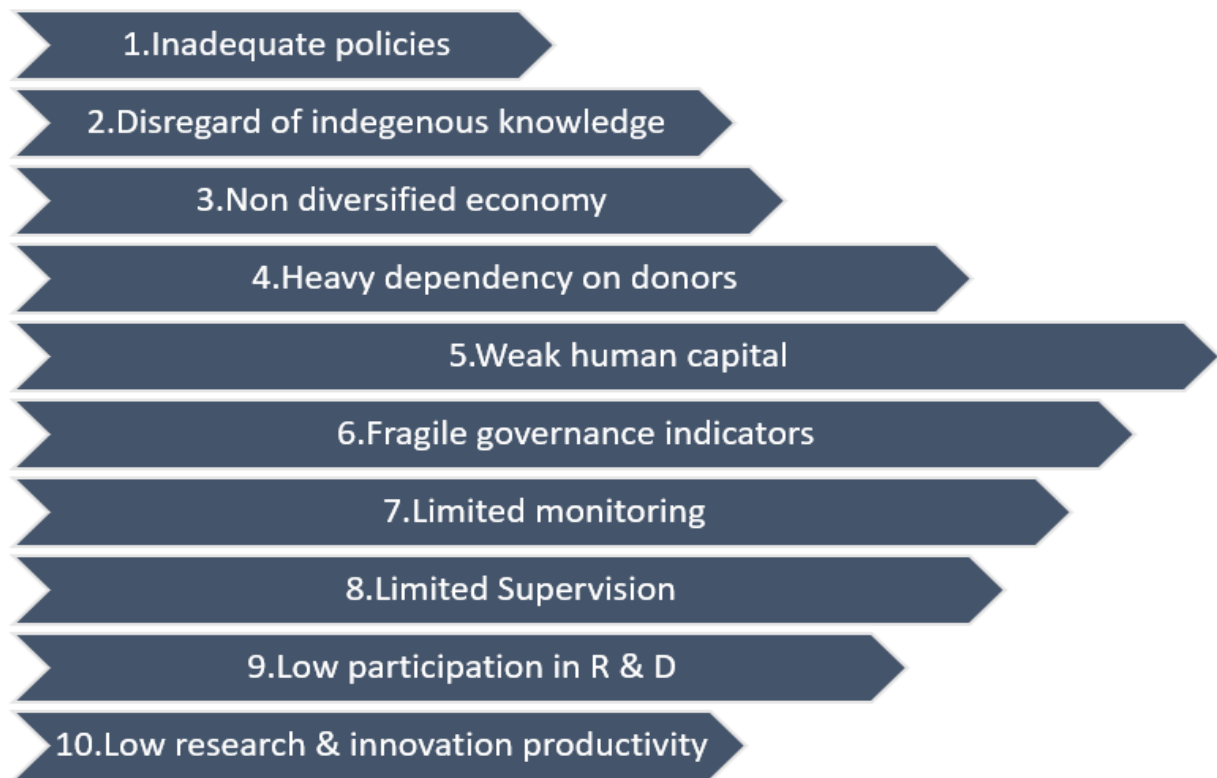 1.Inadequate policies
2.Disregard of indegenous knowledge
3.Non diversified economy
4.Heavy dependency on donors
5.Weak human capital
6.Fragile governance indicators
7.Limited monitoring
8.Limited Supervision
9.Low participation in R & D
10.Low research & innovation productivity